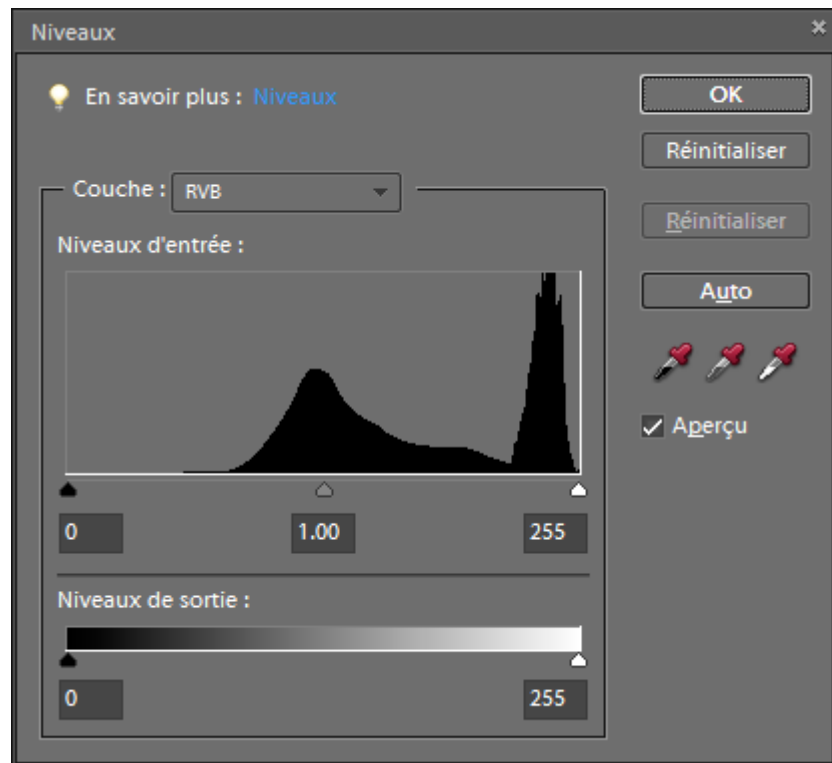 Niveaux
En savoir plus : Niveaux
OK
Réinitialiser
Couche : RVB
Réinitialiser
Niveaux d'entrée :
Auto
Aperçu
0 1.00 255
Niveaux de sortie :
0 255